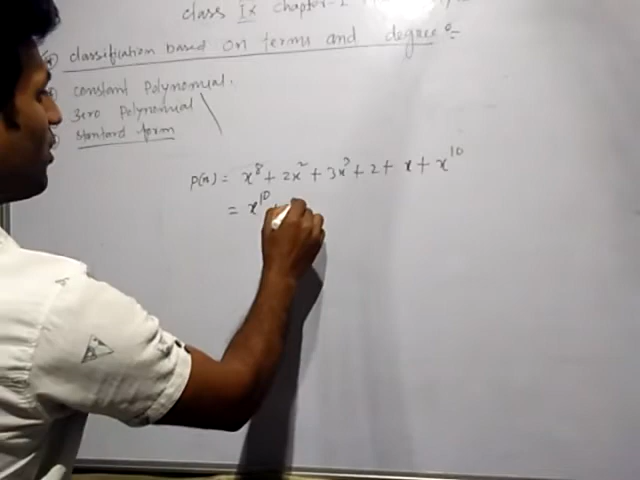 class IX Chapter-2
classification based on terms and degree :-
constant Polynomial.
Zero Polynomial
standard form
p(x) = x⁸ + 2x² + 3x³ + 2 + x + x¹⁰
= x¹⁰ +